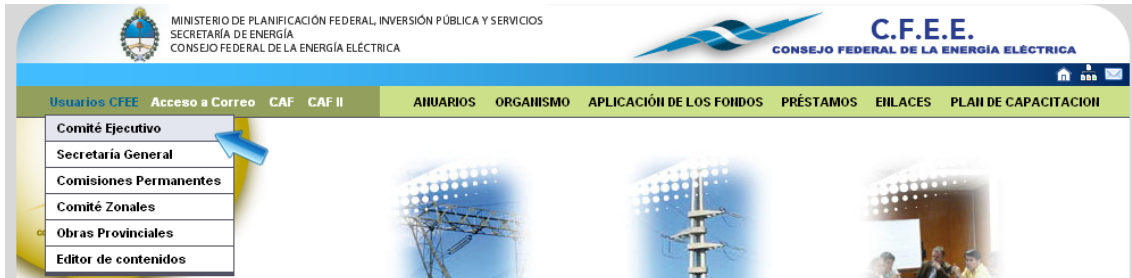 MINISTERIO DE PLANIFICACIÓN FEDERAL, INVERSIÓN PÚBLICA Y SERVICIOS
SECRETARÍA DE ENERGÍA
CONSEJO FEDERAL DE LA ENERGÍA ELÉCTRICA
C.F.E.E.
CONSEJO FEDERAL DE LA ENERGÍA ELÉCTRICA
Usuarios CFEE Acceso a Correo CAF CAF II ANUARIOS ORGANISMO APLICACIÓN DE LOS FONDOS PRÉSTAMOS ENLACES PLAN DE CAPACITACION
Comité Ejecutivo
Secretaría General
Comisiones Permanentes
Comité Zonales
Obras Provinciales
Editor de contenidos